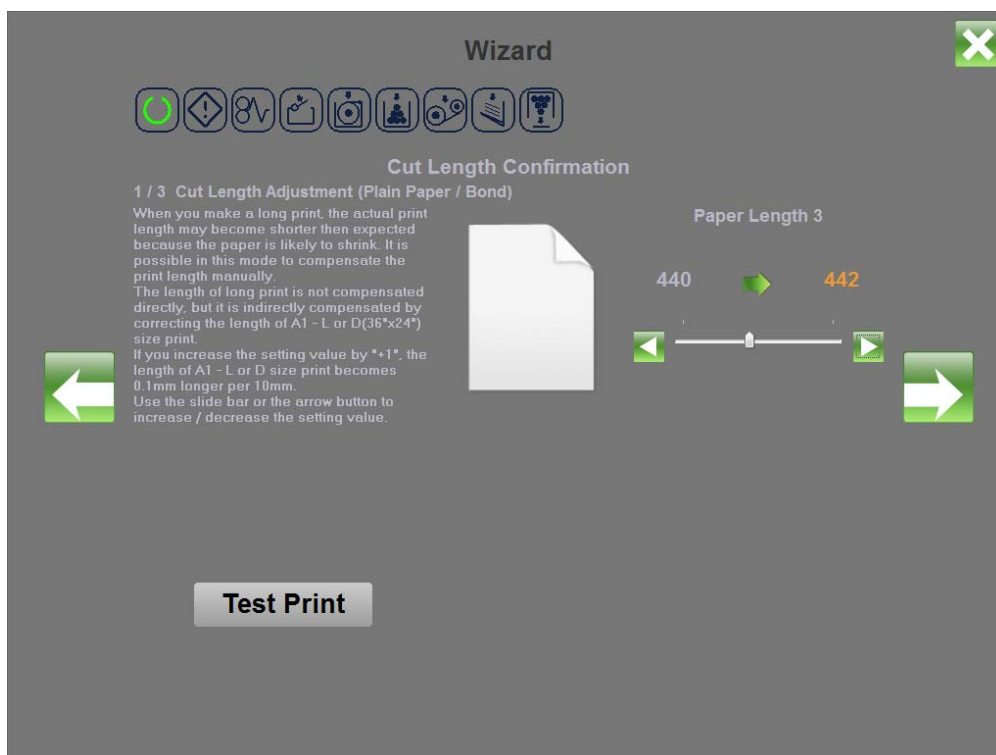 Wizard
Cut Length Confirmation
1 / 3 Cut Length Adjustment (Plain Paper / Bond)
When you make a long print, the actual print
length may become shorter then expected
because the paper is likely to shrink. It is
possible in this mode to compensate the
print length manually.
The length of long print is not compensated
directly, but it is indirectly compensated by
correcting the length of A1 - L or D(36"x24")
size print.
If you increase the setting value by "+1", the
length of A1 - L or D size print becomes
0.1mm longer per 10mm.
Use the slide bar or the arrow button to
increase / decrease the setting value.
Paper Length 3
440 442
Test Print